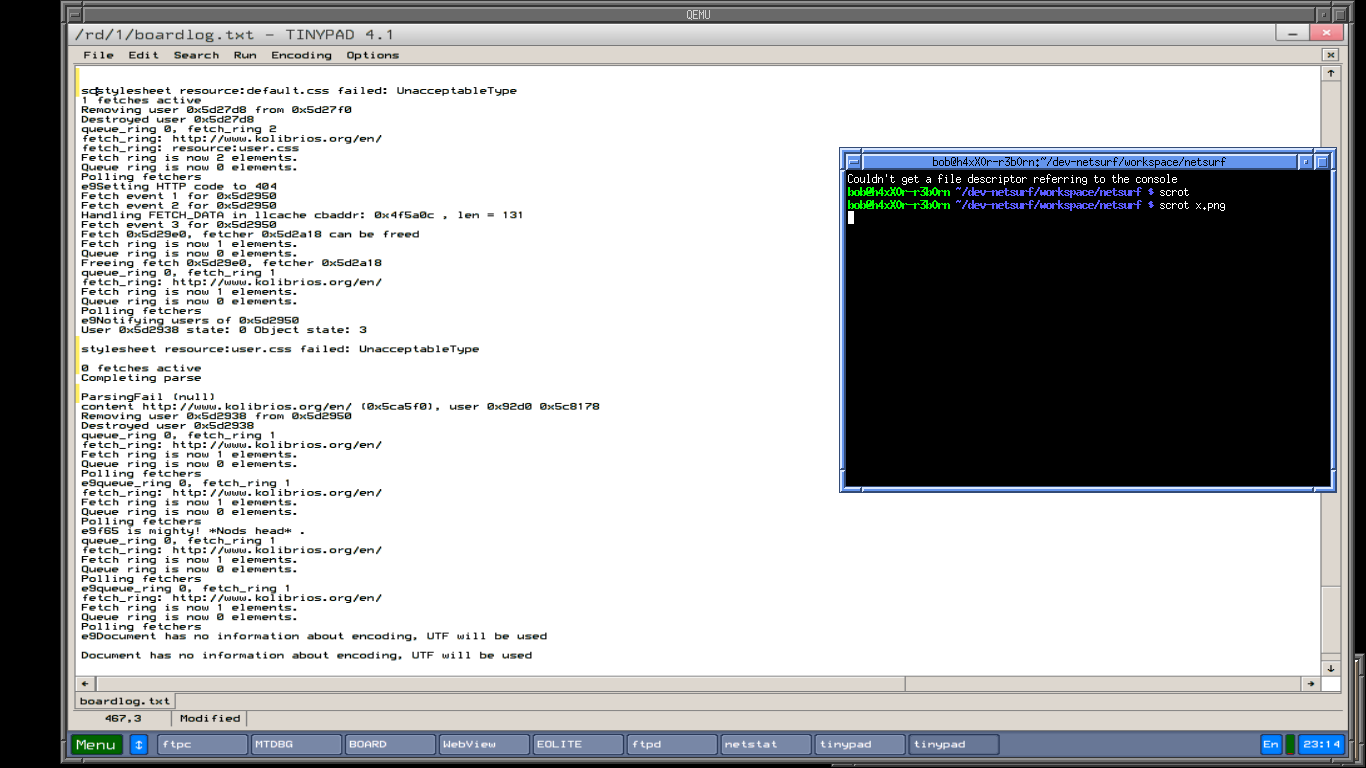 QEMU
/rd/1/boardlog.txt - TINYPAD 4.1
File Edit Search Run Encoding Options
scstylesheet resource:default.css failed: UnacceptableType
1 fetches active
Removing user 0x5d27d8 from 0x5d27f0
Destroyed user 0x5d27d8
queue_ring 0, fetch_ring 2
fetch_ring: http://www.kolibrios.org/en/
fetch_ring: resource:user.css
Fetch ring is now 2 elements.
Queue ring is now 0 elements.
Polling fetchers
e9Setting HTTP code to 404
Fetch event 1 for 0x5d2950
Fetch event 2 for 0x5d2950
Handling FETCH_DATA in llcache cbaddr: 0x4f5a0c , len = 131
Fetch event 3 for 0x5d2950
Fetch 0x5d29e0, fetcher 0x5d2a18 can be freed
Fetch ring is now 1 elements.
Queue ring is now 0 elements.
Freeing fetch 0x5d29e0, fetcher 0x5d2a18
queue_ring 0, fetch_ring 1
fetch_ring: http://www.kolibrios.org/en/
Fetch ring is now 1 elements.
Queue ring is now 0 elements.
Polling fetchers
e9Notifying users of 0x5d2950
User 0x5d2938 state: 0 Object state: 3
stylesheet resource:user.css failed: UnacceptableType
0 fetches active
Completing parse
ParsingFail (null)
content http://www.kolibrios.org/en/ (0x5ca5f0), user 0x92d0 0x5c8178
Removing user 0x5d2938 from 0x5d2950
Destroyed user 0x5d2938
queue_ring 0, fetch_ring 1
fetch_ring: http://www.kolibrios.org/en/
Fetch ring is now 1 elements.
Queue ring is now 0 elements.
Polling fetchers
e9queue_ring 0, fetch_ring 1
fetch_ring: http://www.kolibrios.org/en/
Fetch ring is now 1 elements.
Queue ring is now 0 elements.
Polling fetchers
e9f65 is mighty! *Nods head* .
queue_ring 0, fetch_ring 1
fetch_ring: http://www.kolibrios.org/en/
Fetch ring is now 1 elements.
Queue ring is now 0 elements.
Polling fetchers
e9queue_ring 0, fetch_ring 1
fetch_ring: http://www.kolibrios.org/en/
Fetch ring is now 1 elements.
Queue ring is now 0 elements.
Polling fetchers
e9Document has no information about encoding, UTF will be used
Document has no information about encoding, UTF will be used
bob@h4xX0r-r3b0rn:~/dev-netsurf/workspace/netsurf
Couldn't get a file descriptor referring to the console
bob@h4xX0r-r3b0rn ~/dev-netsurf/workspace/netsurf $ scrot
bob@h4xX0r-r3b0rn ~/dev-netsurf/workspace/netsurf $ scrot x.png
boardlog.txt
467,3 Modified
Menu ftpc MTDBG BOARD WebView EOLITE ftpd netstat tinypad tinypad En 23:14